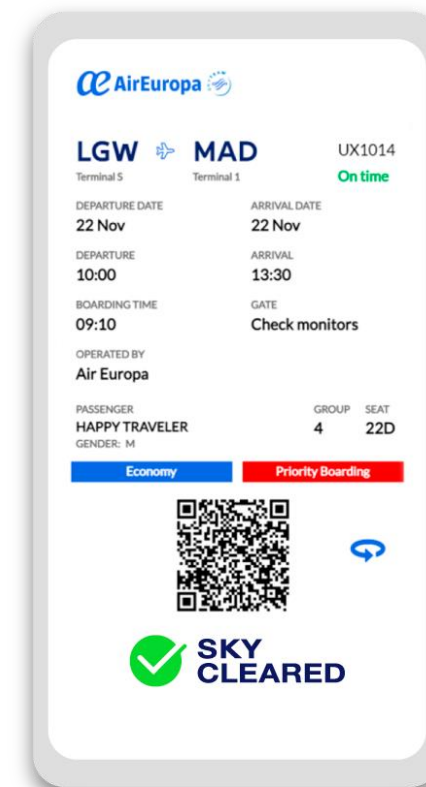 AirEuropa
LGW MAD UX1014
Terminal S Terminal 1 On time
DEPARTURE DATE ARRIVAL DATE
22 Nov 22 Nov
DEPARTURE ARRIVAL
10:00 13:30
BOARDING TIME GATE
09:10 Check monitors
OPERATED BY
Air Europa
PASSENGER GROUP SEAT
HAPPY TRAVELER 4 22D
GENDER: M
Economy Priority Boarding
SKY
CLEARED